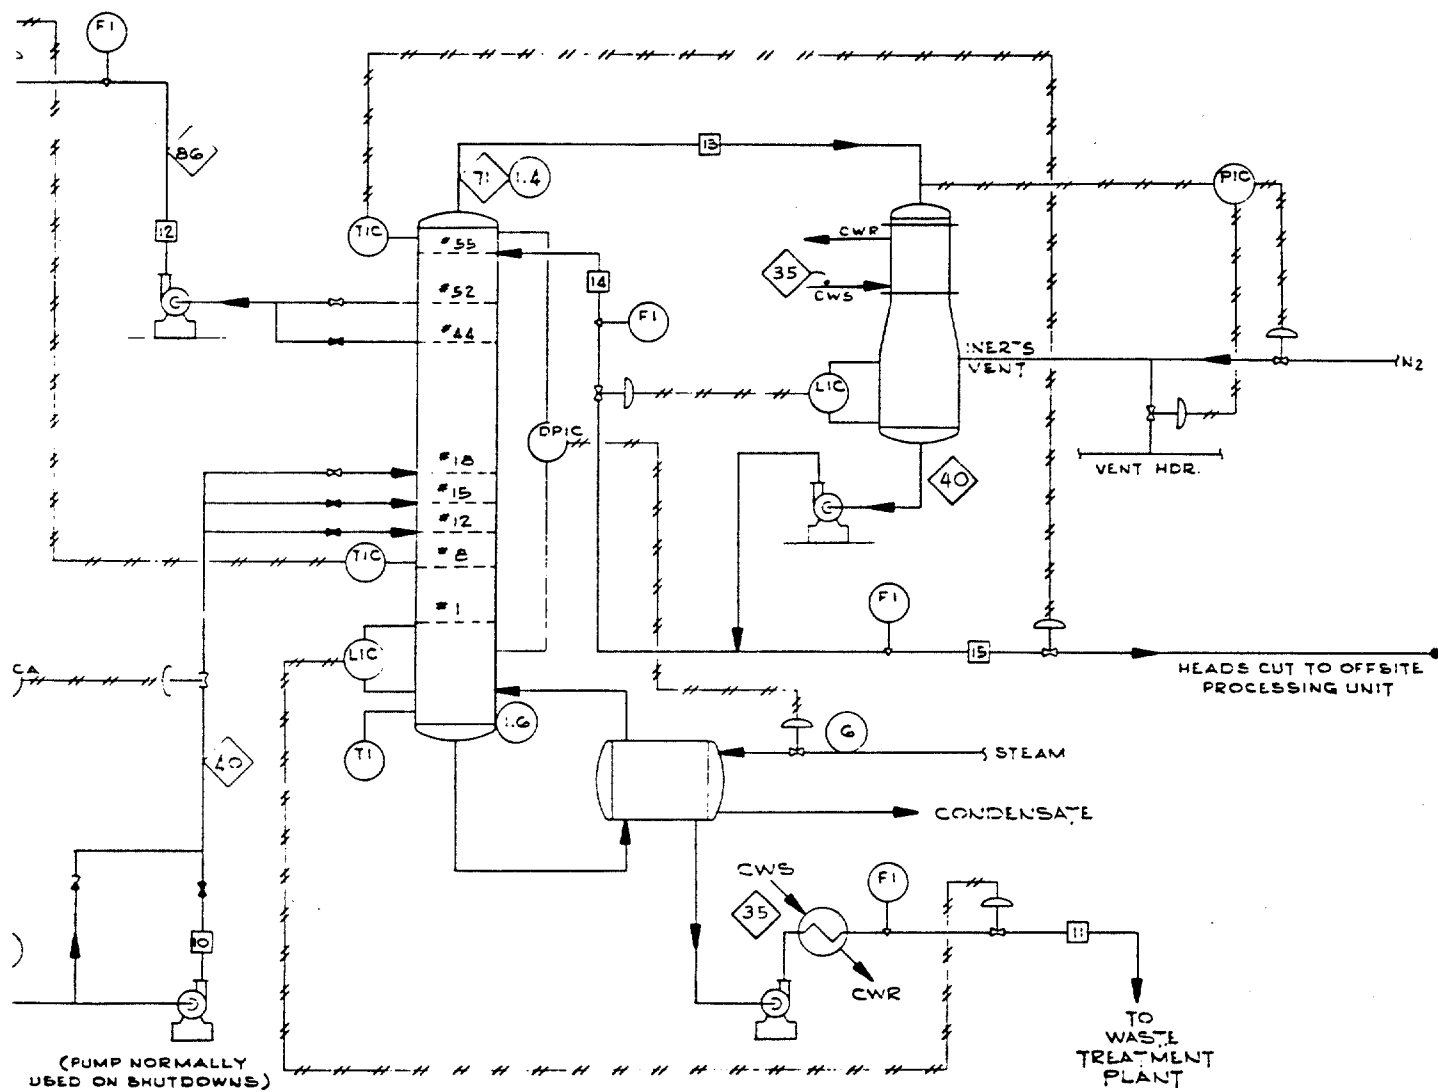 FI
86
12
71
1.4
13
TIC
#55
14
#52
#44
FI
CWR
35
CWS
PIC
INERTS
VENT
N2
LIC
VENT HDR.
DPIC
40
#18
#15
#12
TIC
#8
#1
LIC
CA
FI
15
HEADS CUT TO OFFSITE
PROCESSING UNIT
1.6
TI
6
STEAM
40
CONDENSATE
CWS
FI
35
11
10
CWR
(PUMP NORMALLY
USED ON SHUTDOWNS)
TO
WASTE
TREATMENT
PLANT